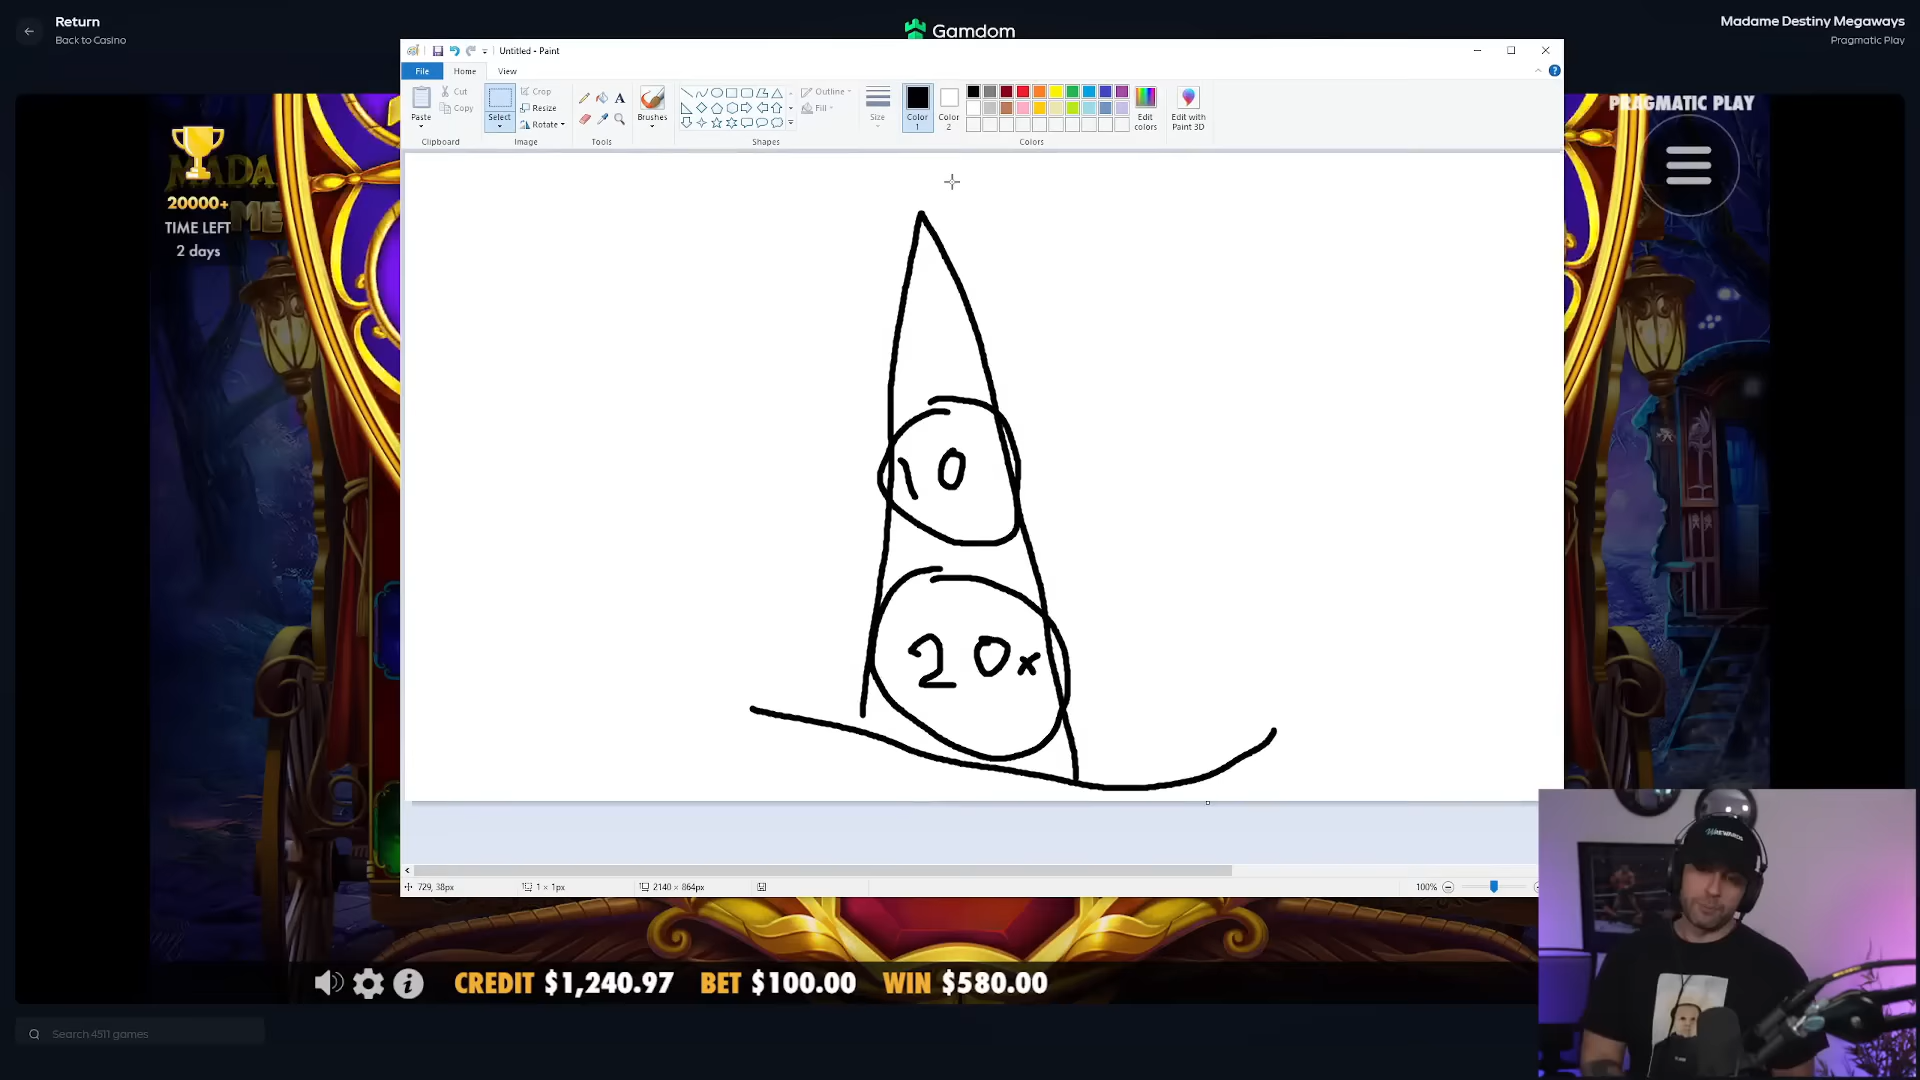 Return
Back to Casino
Gamdom
Madame Destiny Megaways
Pragmatic Play
Untitled - Paint
File
Home
View
Paste
Cut
Copy
Clipboard
Select
Crop
Resize
Rotate
Image
A
Tools
Brushes
Shapes
Outline
Fill
Size
Color
1
Color
2
Colors
Edit
colors
Edit with
Paint 3D
PRAGMATIC PLAY
MADA
ME
20000+
TIME LEFT
2 days
10
20x
729, 38px
1 × 1px
2140 × 864px
100%
CREDIT $1,240.97
BET $100.00
WIN $580.00
Search 4511 games